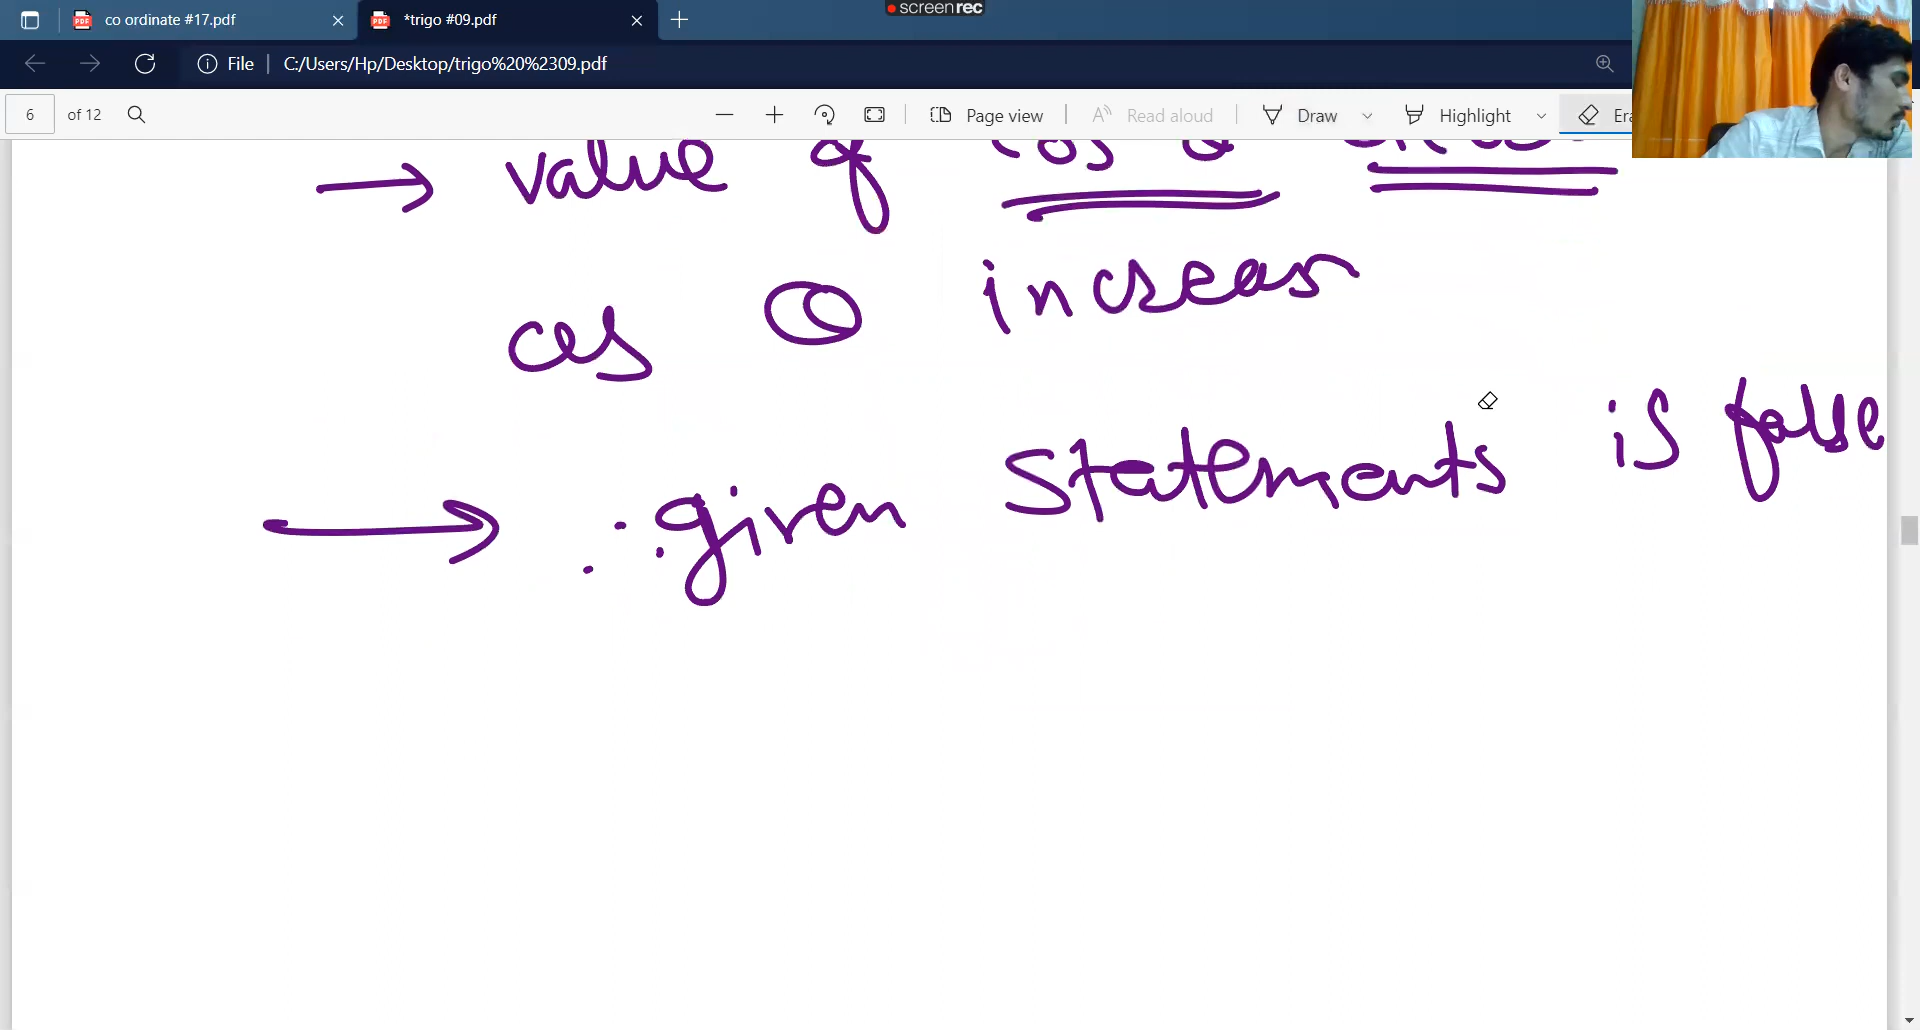 co ordinate #17.pdf
*trigo #09.pdf
screenrec
File
C:/Users/Hp/Desktop/trigo%20%2309.pdf
6 of 12
Page view
Read aloud
Draw
Highlight
→ value of cos θ
as θ increas
→ ∴ given statements is false